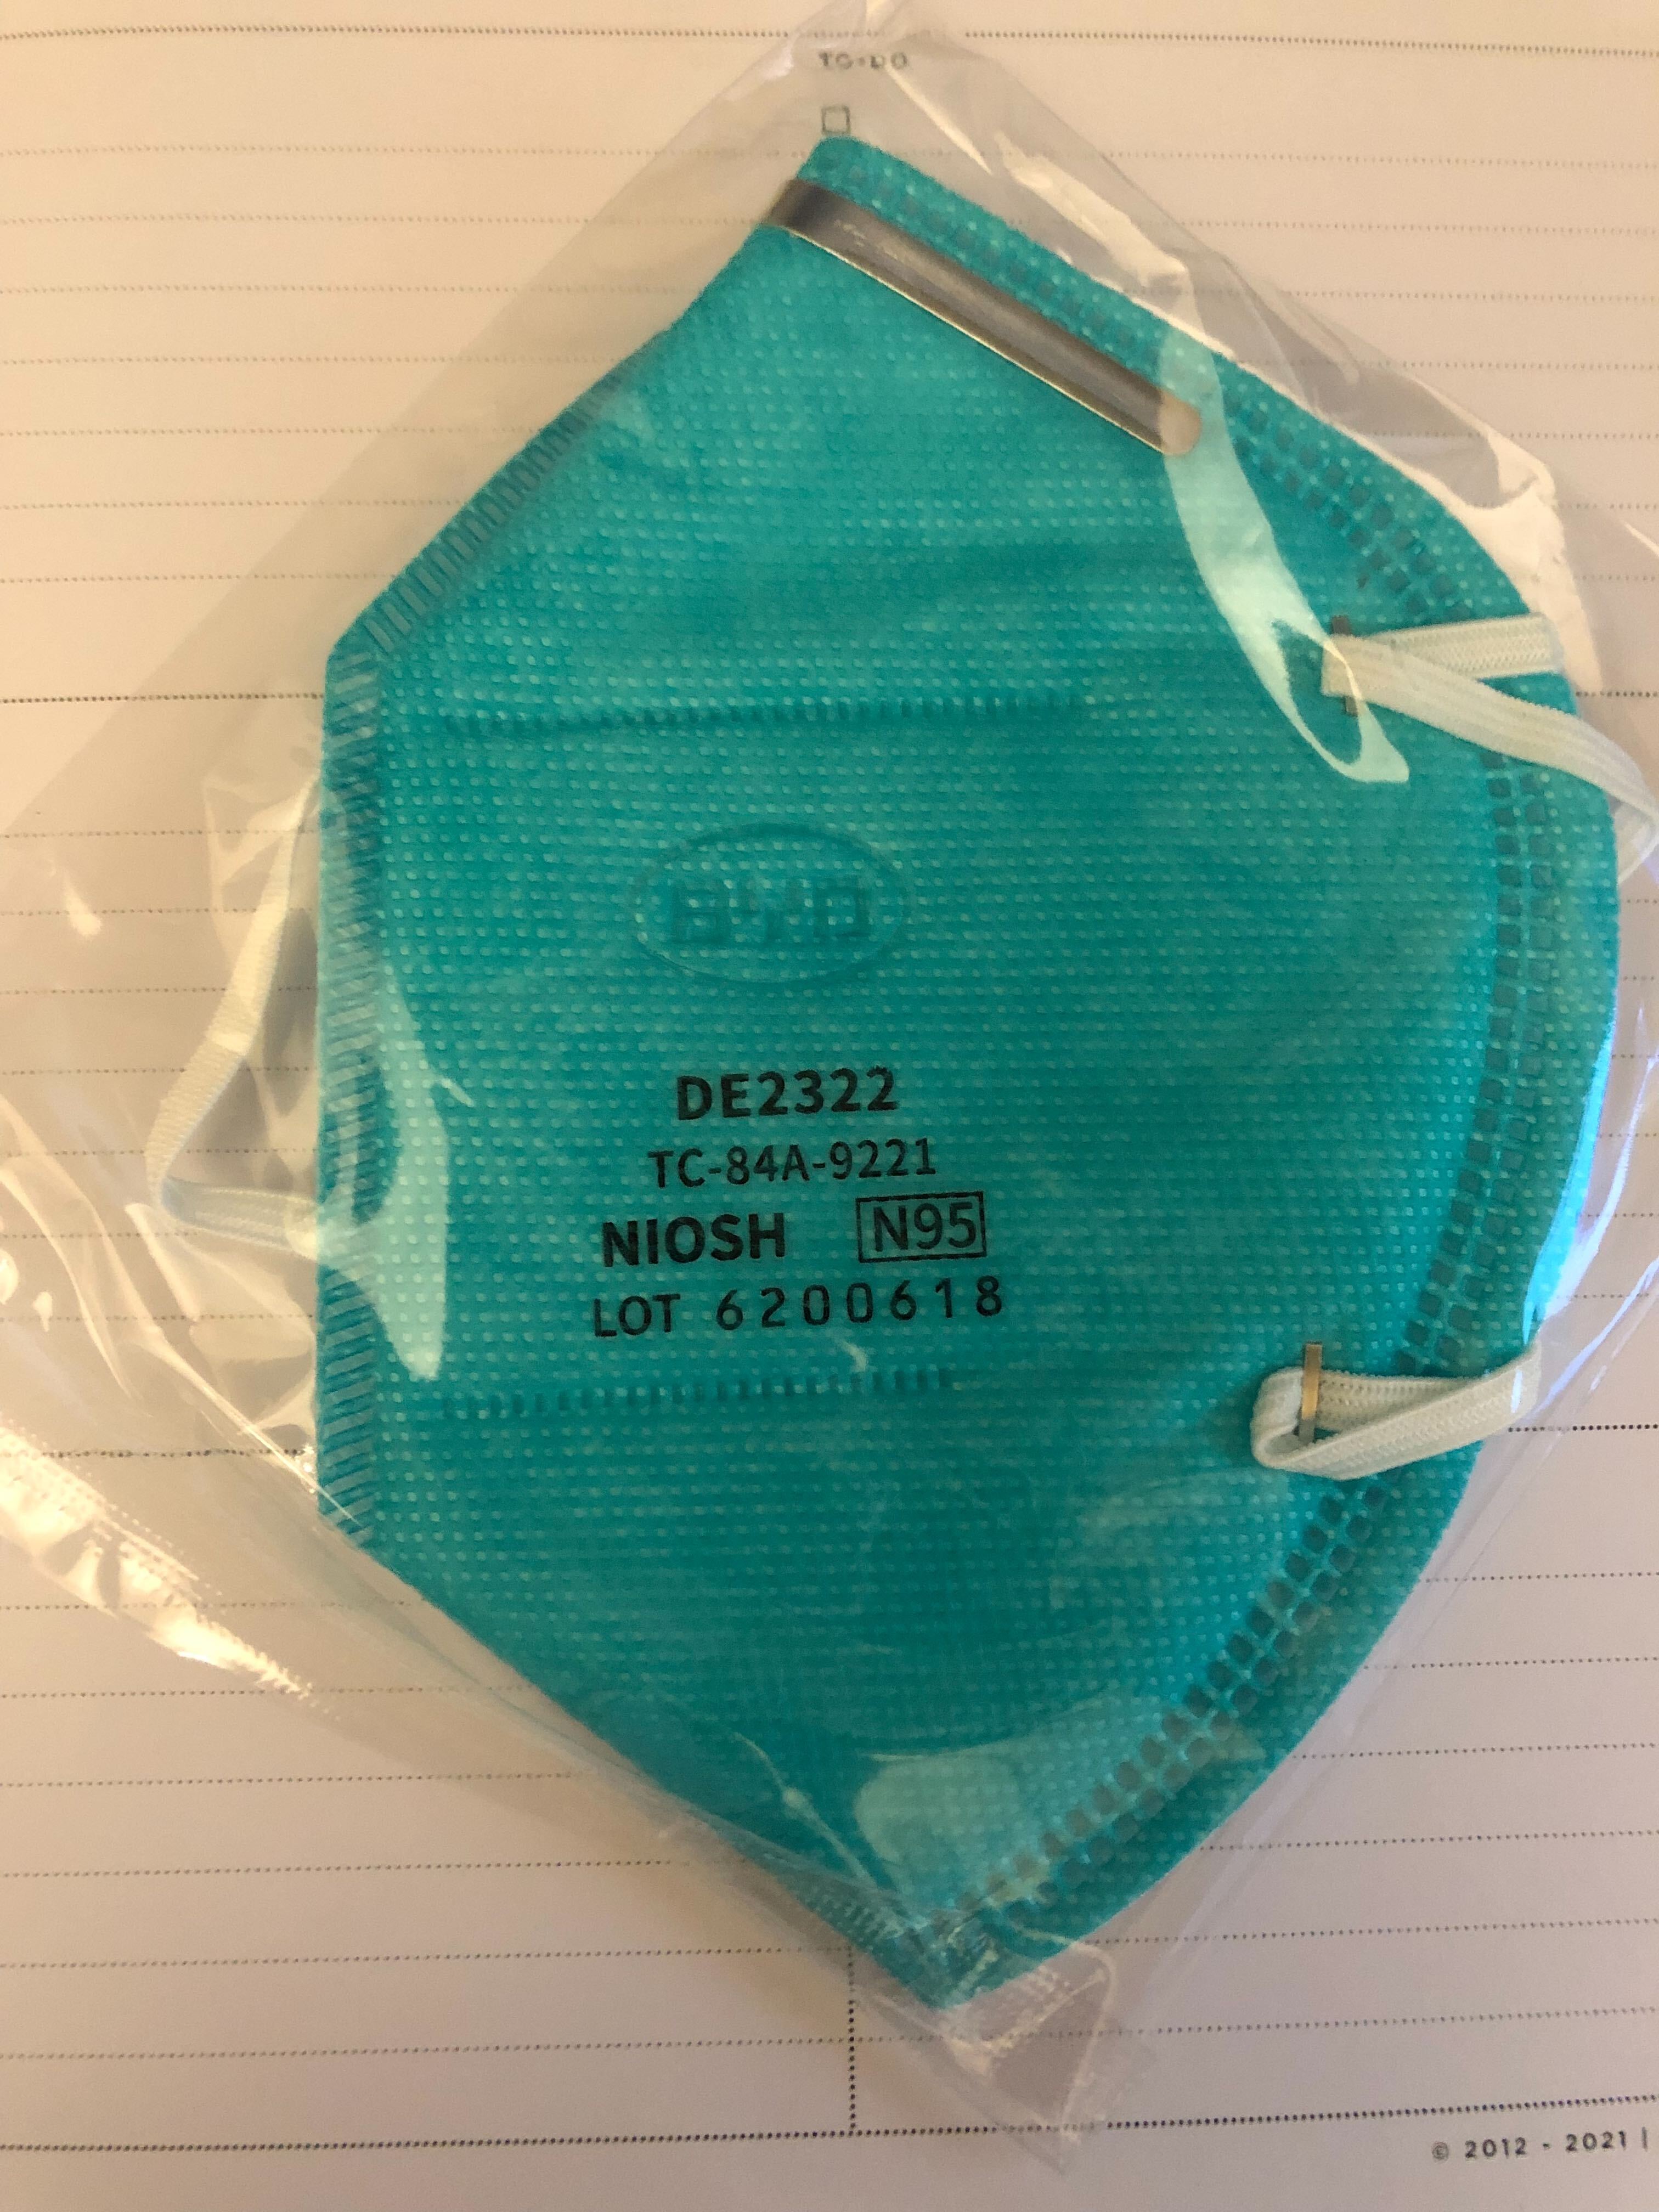 TO-DO
BYD
DE2322
TC-84A-9221
NIOSH N95
LOT 6200618
© 2012 - 2021 |